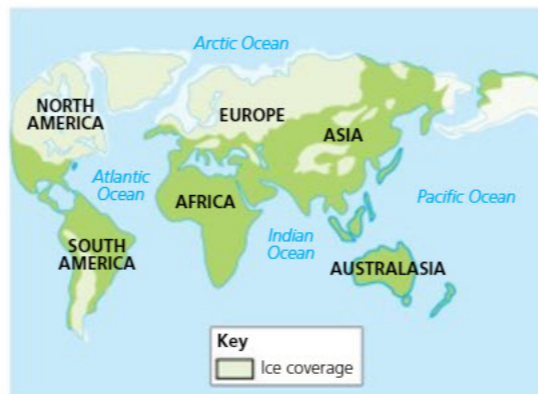 Arctic Ocean
NORTH
AMERICA
EUROPE
ASIA
Atlantic
Ocean
AFRICA
Pacific Ocean
Indian
Ocean
SOUTH
AMERICA
AUSTRALASIA
Key
Ice coverage